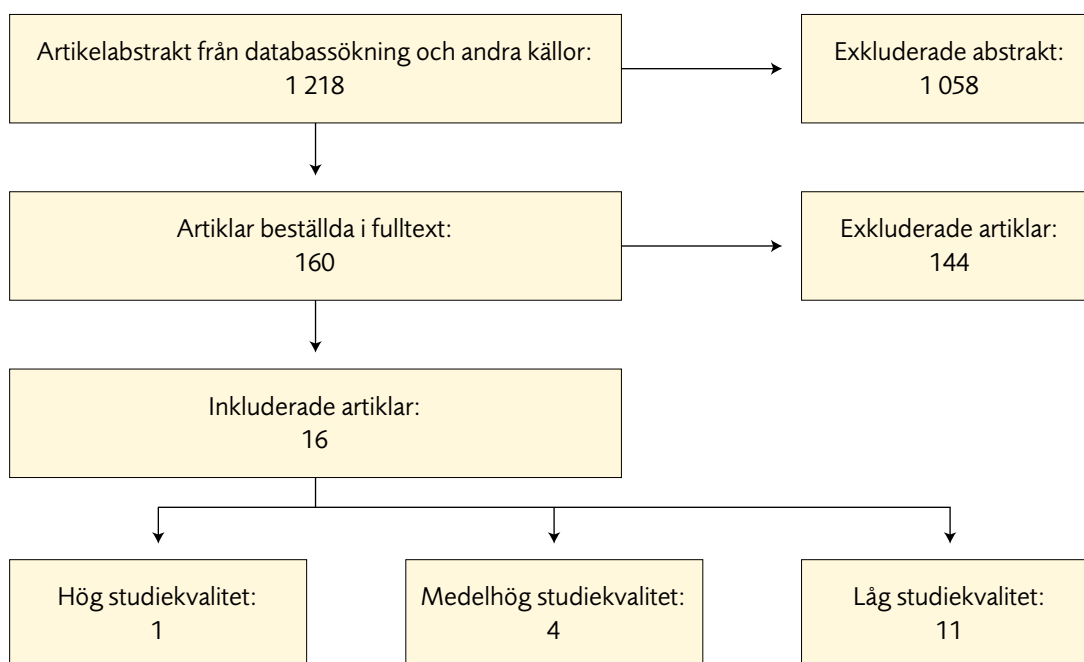 Artikelabstrakt från databassökning och andra källor:
1 218
Exkluderade abstrakt:
1 058
Artiklar beställda i fulltext:
160
Exkluderade artiklar:
144
Inkluderade artiklar:
16
Hög studiekvalitet:
1
Medelhög studiekvalitet:
4
Låg studiekvalitet:
11